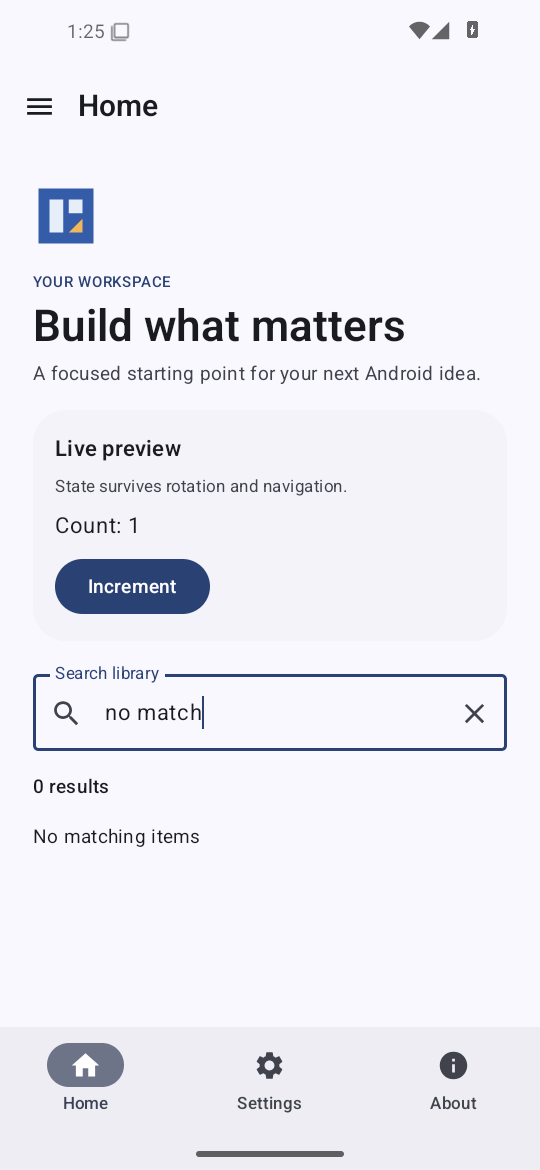 1:25
Home
YOUR WORKSPACE
Build what matters
A focused starting point for your next Android idea.
Live preview
State survives rotation and navigation.
Count: 1
Increment
Search library
no match
0 results
No matching items
Home
Settings
About